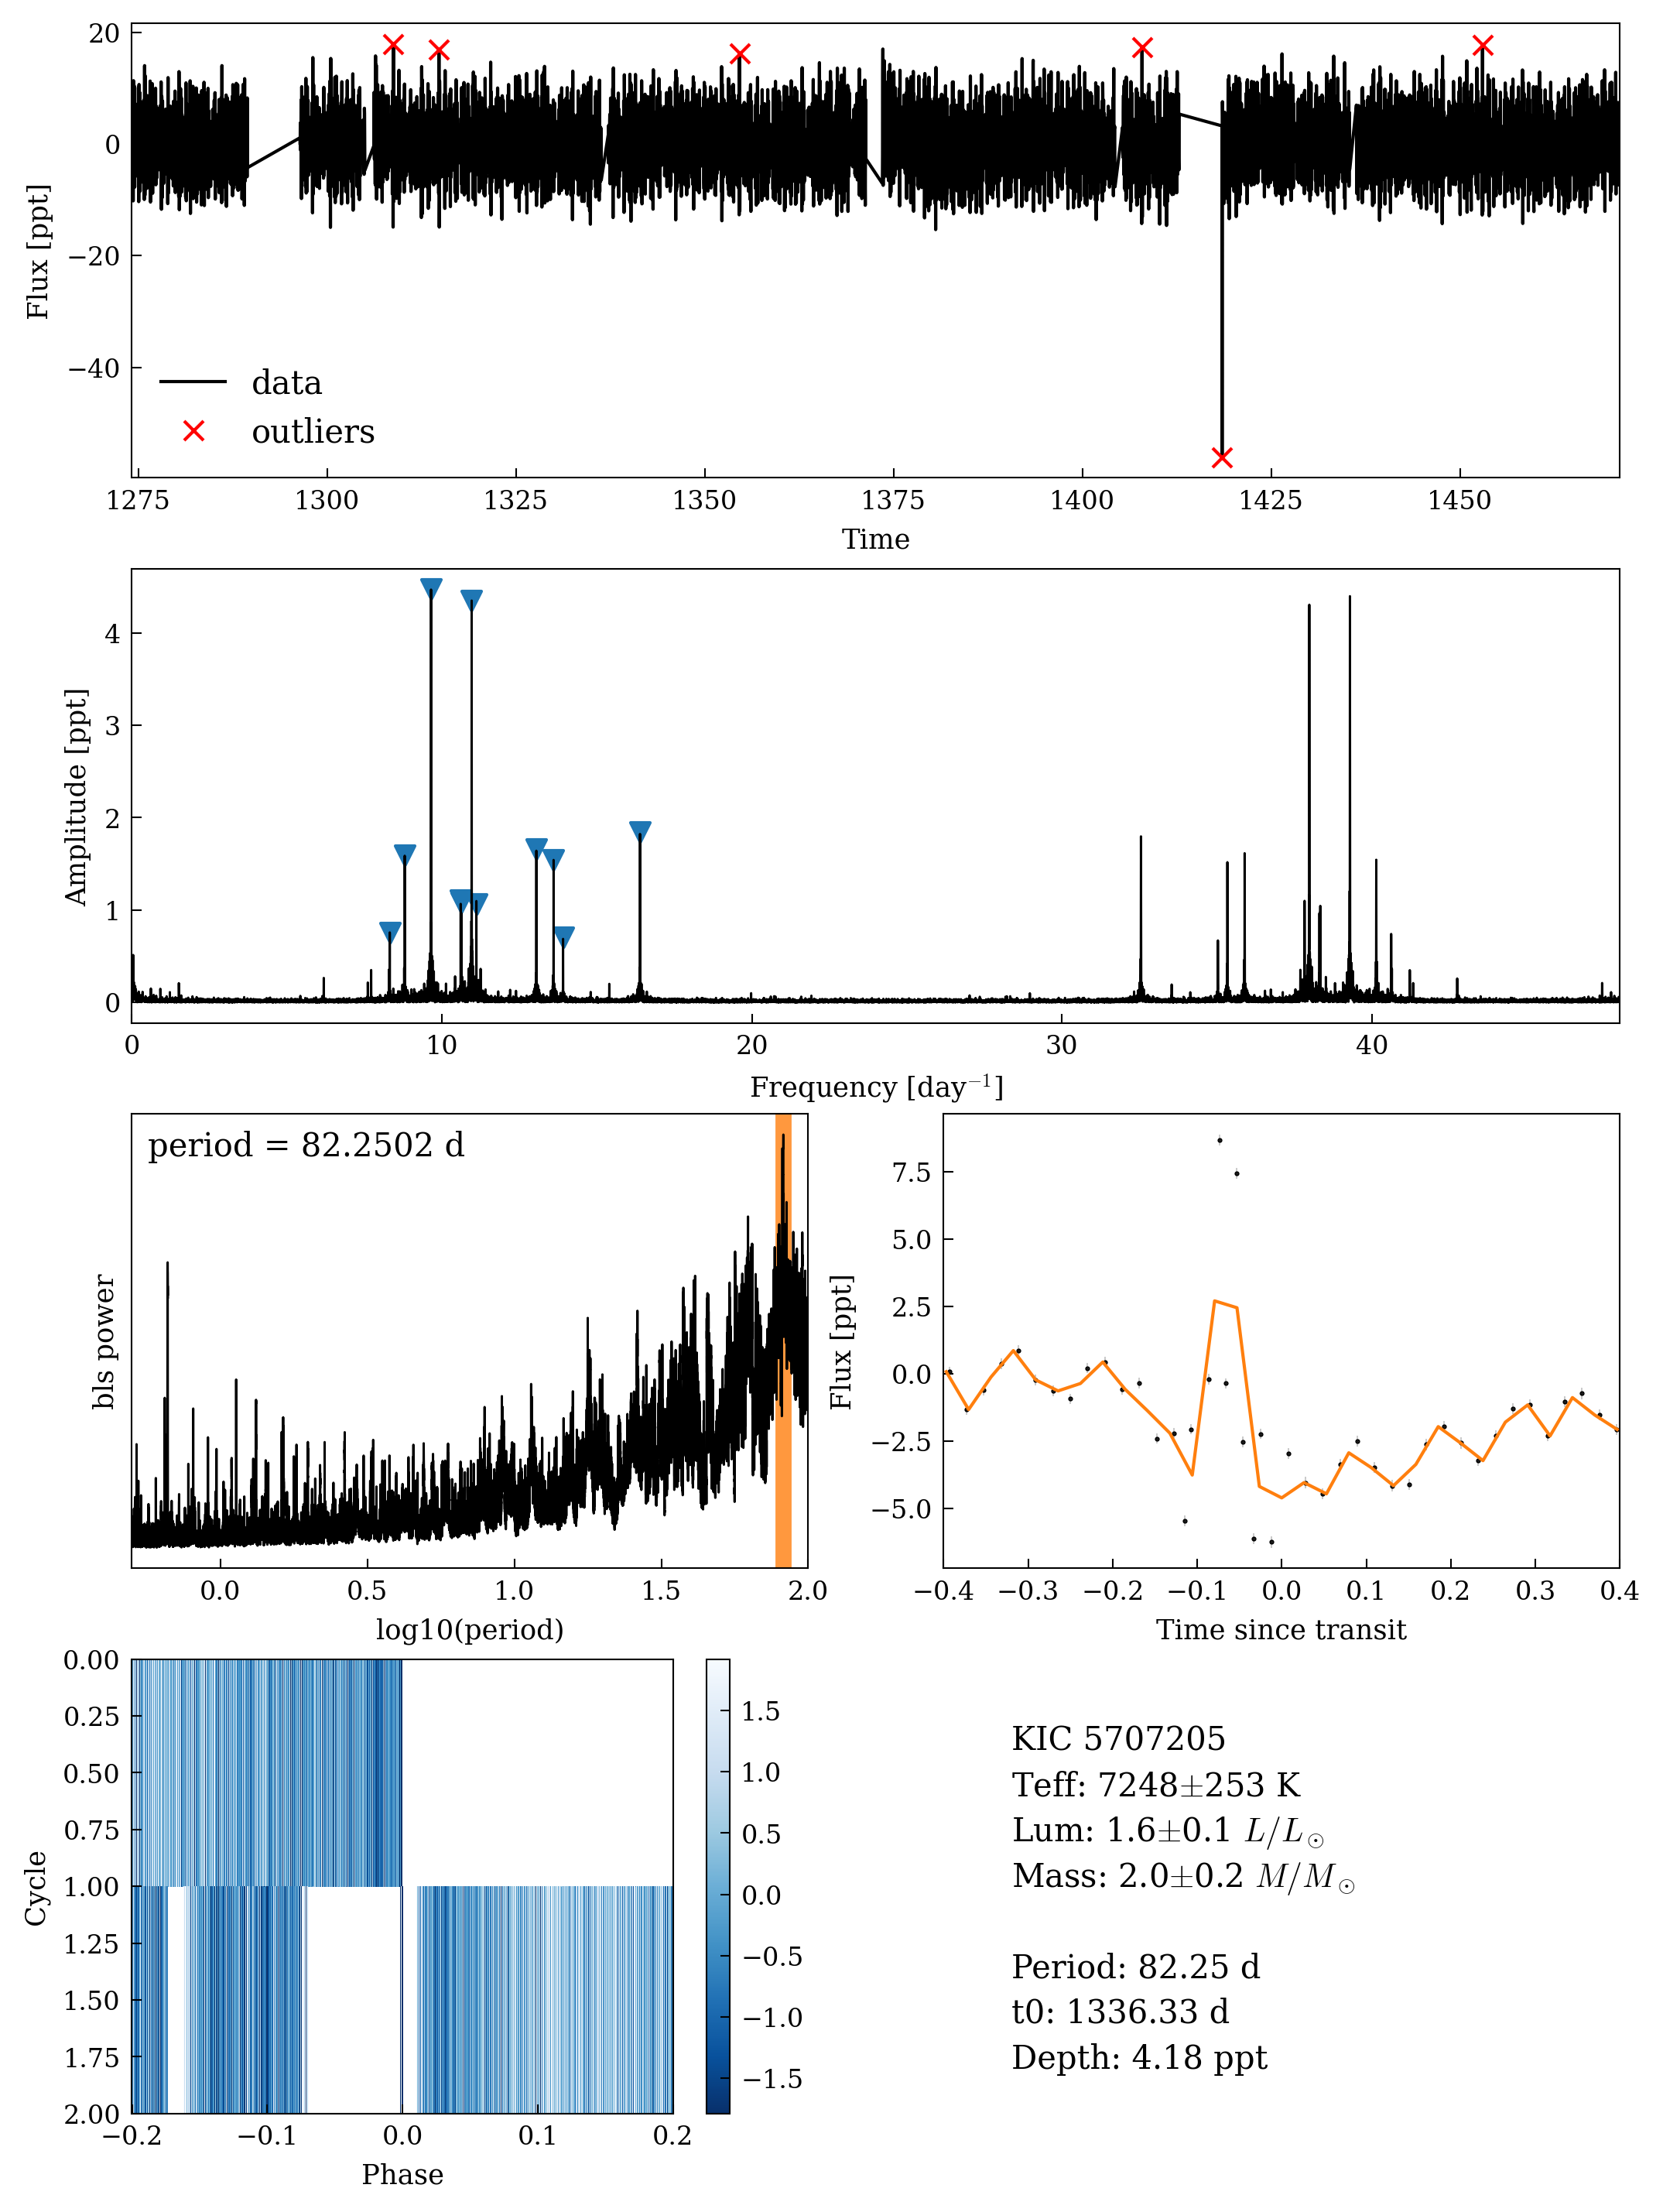 20
0
−20
−40
Flux [ppt]
data
outliers
1275 1300 1325 1350 1375 1400 1425 1450
Time
4
3
2
1
0
Amplitude [ppt]
0 10 20 30 40
Frequency [day⁻¹]
period = 82.2502 d
bls power
0.0 0.5 1.0 1.5 2.0
log10(period)
7.5
5.0
2.5
0.0
−2.5
−5.0
Flux [ppt]
−0.4 −0.3 −0.2 −0.1 0.0 0.1 0.2 0.3 0.4
Time since transit
0.00
0.25
0.50
0.75
1.00
1.25
1.50
1.75
2.00
Cycle
−0.2 −0.1 0.0 0.1 0.2
Phase
1.5
1.0
0.5
0.0
−0.5
−1.0
−1.5
KIC 5707205
Teff: 7248±253 K
Lum: 1.6±0.1 L/L⊙
Mass: 2.0±0.2 M/M⊙
Period: 82.25 d
t0: 1336.33 d
Depth: 4.18 ppt